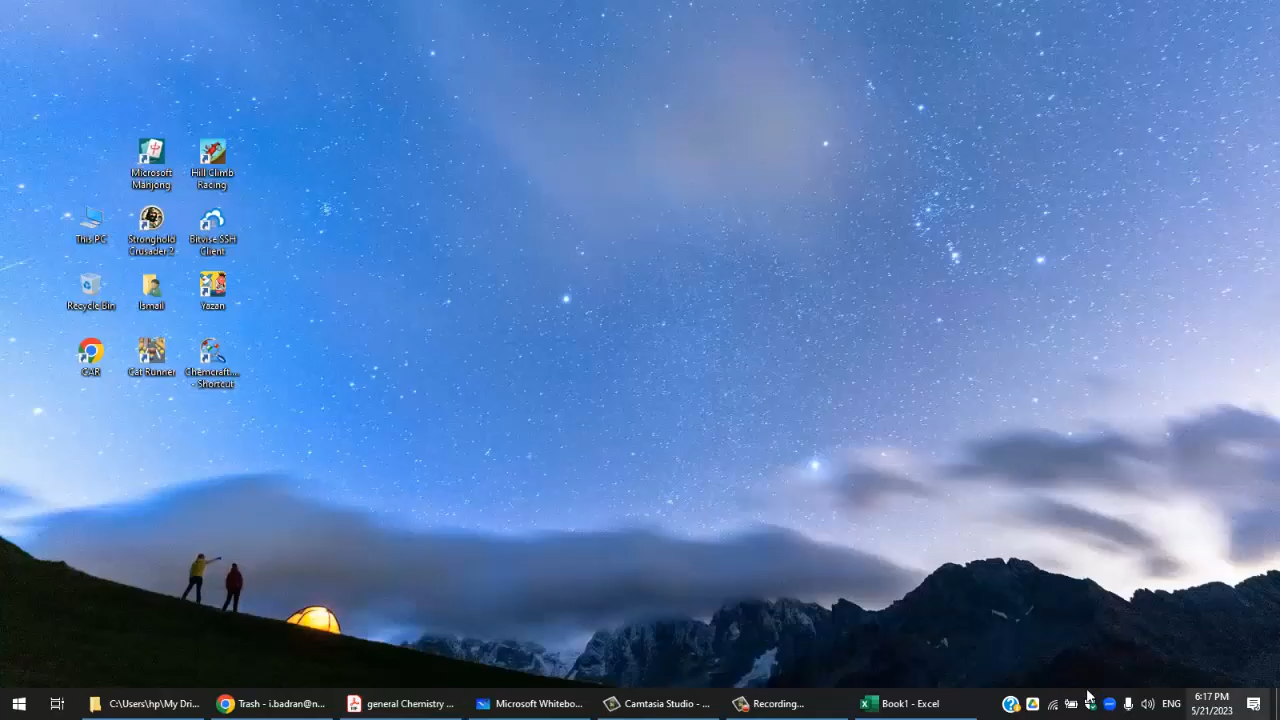 Microsoft
Mahjong
Hill Climb
Racing
This PC
Stronghold
Crusader 2
Bitvise SSH
Client
Recycle Bin
Ismail
Yazan
CAR
Cat Runner
Chemcraft....
- Shortcut
C:\Users\hp\My Dri...
Trash - i.badran@n...
general Chemistry ...
Microsoft Whitebo...
Camtasia Studio - ...
Recording...
Book1 - Excel
ENG
6:17 PM
5/21/2023